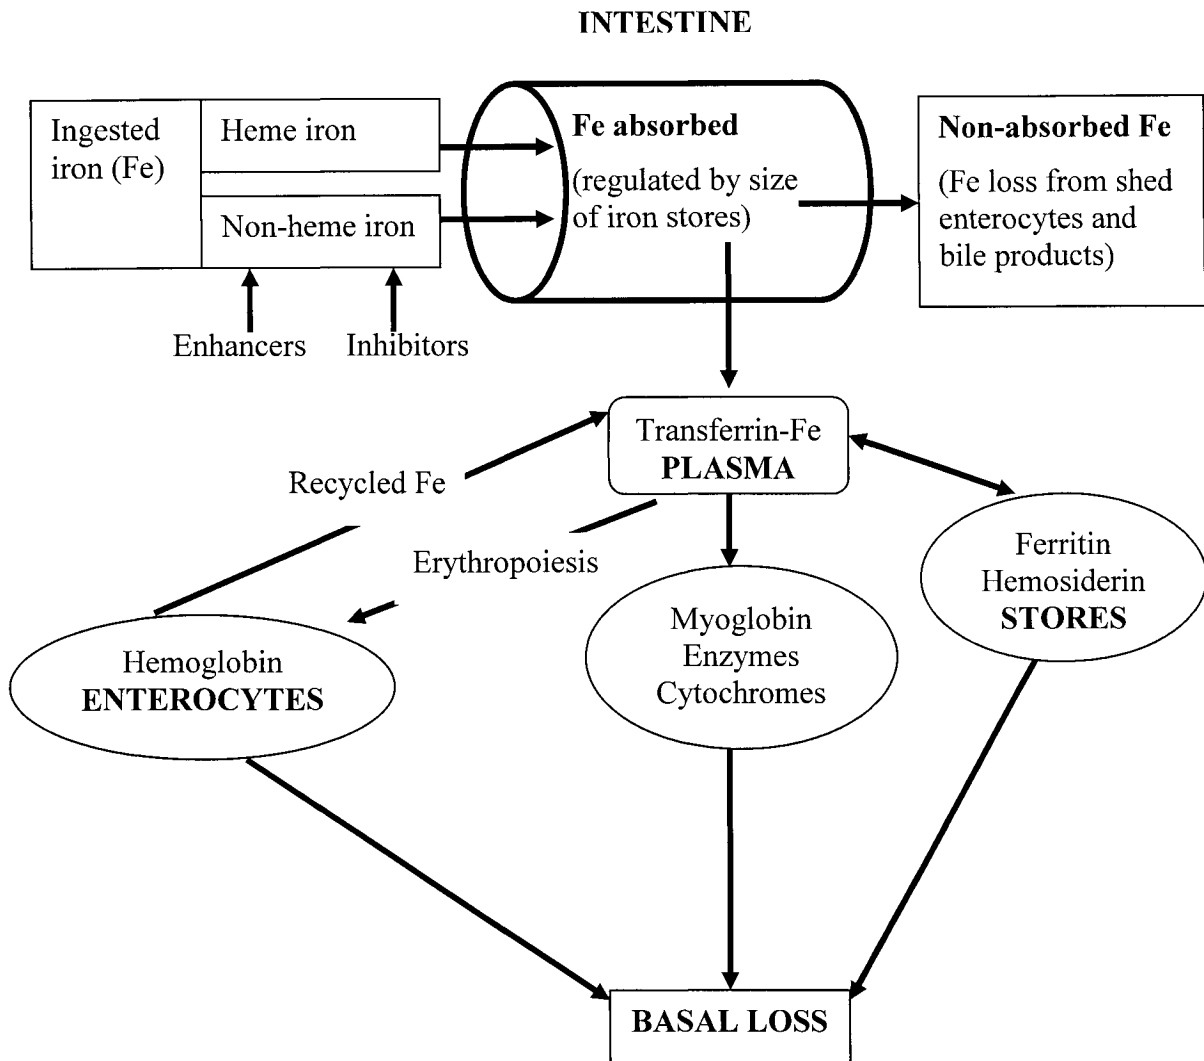 INTESTINE
Ingested
iron (Fe)
Heme iron
Non-heme iron
Enhancers
Inhibitors
Fe absorbed
(regulated by size
of iron stores)
Non-absorbed Fe
(Fe loss from shed
enterocytes and
bile products)
Transferrin-Fe
PLASMA
Recycled Fe
Erythropoiesis
Hemoglobin
ENTEROCYTES
Myoglobin
Enzymes
Cytochromes
Ferritin
Hemosiderin
STORES
BASAL LOSS